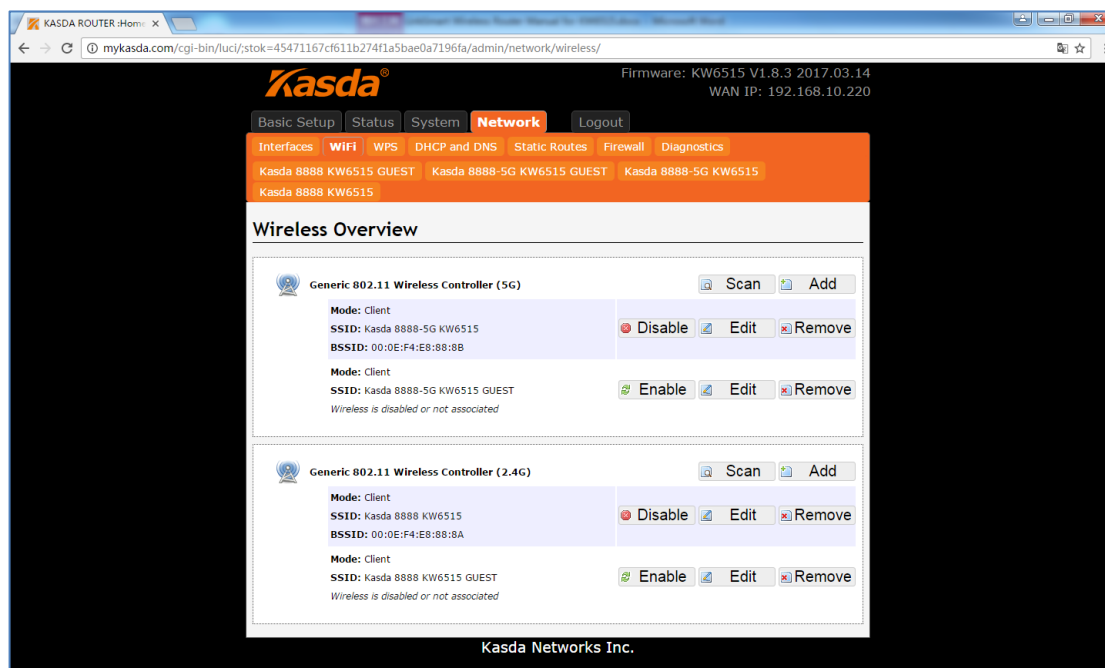 KASDA ROUTER :Hom
mykasda.com/cgi-bin/luci/;stok=45471167cf611b274f1a5bae0a7196fa/admin/network/wireless/
Kasda®
Firmware: KW6515 V1.8.3 2017.03.14
WAN IP: 192.168.10.220
Basic Setup Status System Network Logout
Interfaces WiFi WPS DHCP and DNS Static Routes Firewall Diagnostics
Kasda 8888 KW6515 GUEST Kasda 8888-5G KW6515 GUEST Kasda 8888-5G KW6515
Kasda 8888 KW6515
Wireless Overview
Generic 802.11 Wireless Controller (5G) Scan Add
Mode: Client
SSID: Kasda 8888-5G KW6515 Disable Edit Remove
BSSID: 00:0E:F4:E8:88:8B
Mode: Client
SSID: Kasda 8888-5G KW6515 GUEST Enable Edit Remove
Wireless is disabled or not associated
Generic 802.11 Wireless Controller (2.4G) Scan Add
Mode: Client
SSID: Kasda 8888 KW6515 Disable Edit Remove
BSSID: 00:0E:F4:E8:88:8A
Mode: Client
SSID: Kasda 8888 KW6515 GUEST Enable Edit Remove
Wireless is disabled or not associated
Kasda Networks Inc.